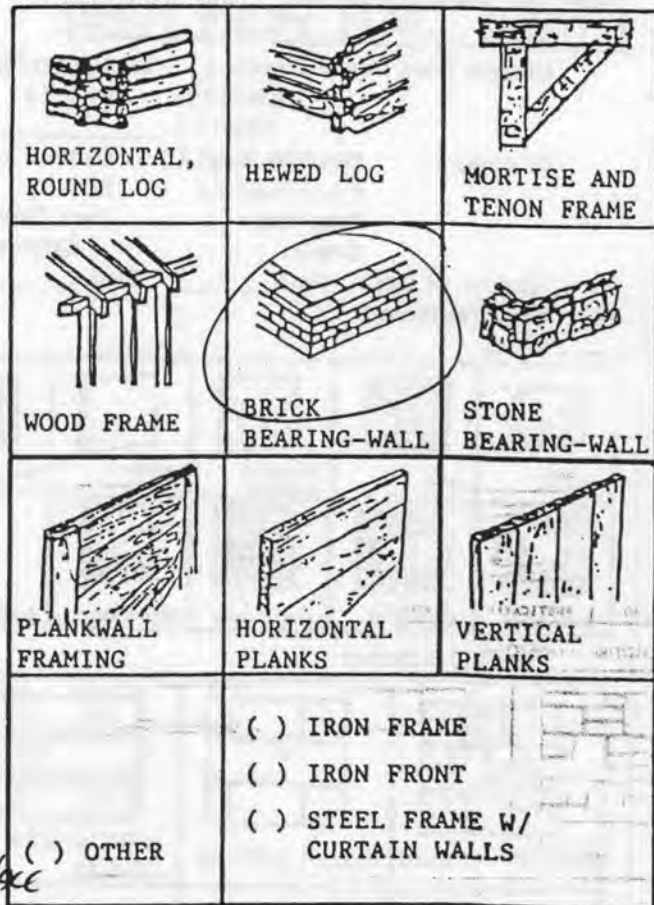 HORIZONTAL,
ROUND LOG
HEWED LOG
MORTISE AND
TENON FRAME
WOOD FRAME
BRICK
BEARING-WALL
STONE
BEARING-WALL
PLANKWALL
FRAMING
HORIZONTAL
PLANKS
VERTICAL
PLANKS
( ) OTHER
( ) IRON FRAME
( ) IRON FRONT
( ) STEEL FRAME W/
CURTAIN WALLS